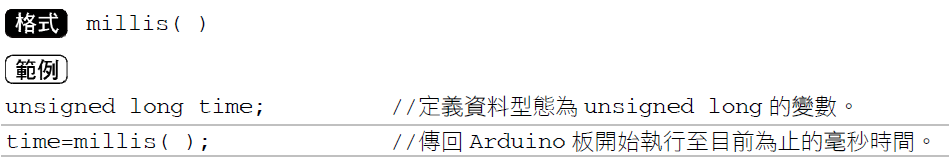 格式 millis( )
範例
unsigned long time; //定義資料型態為 unsigned long 的變數。
time=millis( ); //傳回 Arduino 板開始執行至目前為止的毫秒時間。